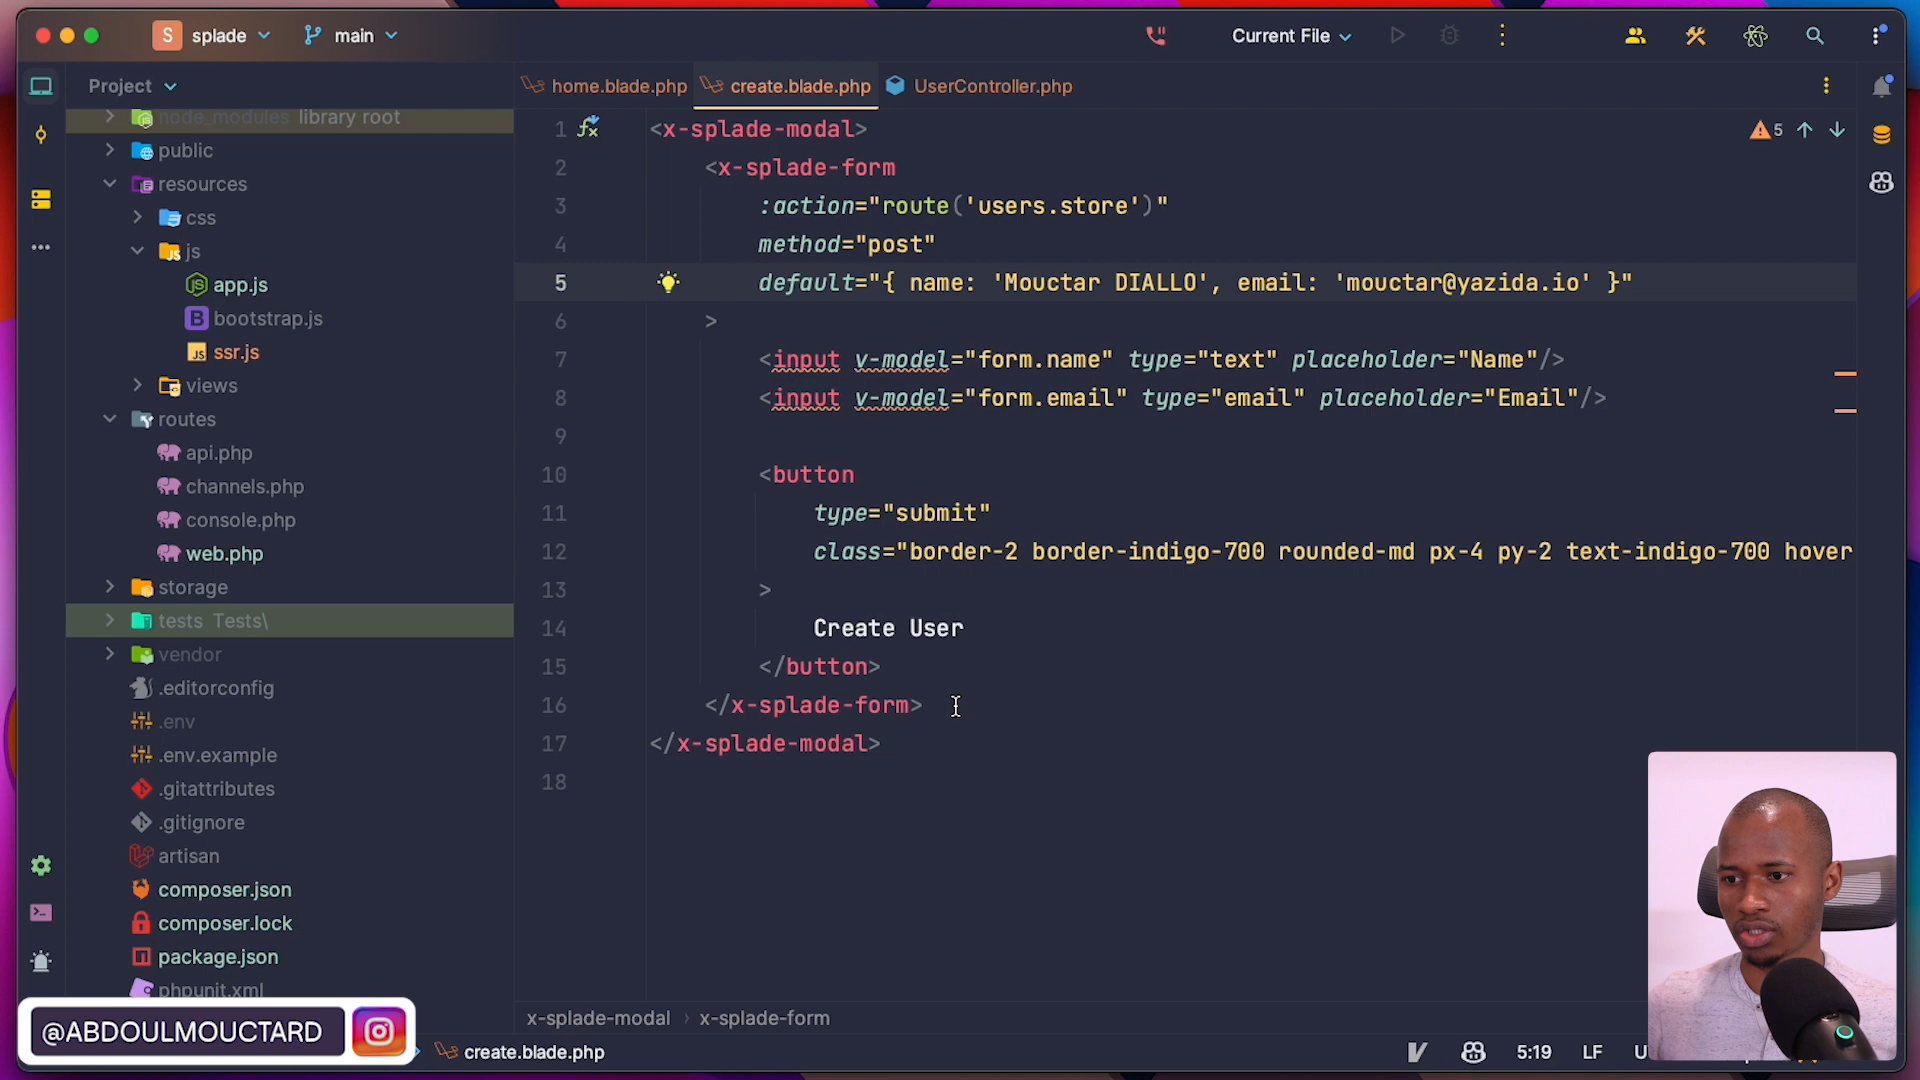 S splade main Current File
Project
home.blade.php create.blade.php UserController.php
node_modules library root
public
resources
css
js
app.js
bootstrap.js
ssr.js
views
routes
api.php
channels.php
console.php
web.php
storage
tests Tests\
vendor
.editorconfig
.env
.env.example
.gitattributes
.gitignore
artisan
composer.json
composer.lock
package.json
phpunit.xml
5
1 <x-splade-modal>
2 <x-splade-form
3 :action="route('users.store')"
4 method="post"
5 default="{ name: 'Mouctar DIALLO', email: 'mouctar@yazida.io' }"
6 >
7 <input v-model="form.name" type="text" placeholder="Name"/>
8 <input v-model="form.email" type="email" placeholder="Email"/>
9
10 <button
11 type="submit"
12 class="border-2 border-indigo-700 rounded-md px-4 py-2 text-indigo-700 hover
13 >
14 Create User
15 </button>
16 </x-splade-form>
17 </x-splade-modal>
18
x-splade-modal › x-splade-form
@ABDOULMOUCTARD
create.blade.php 5:19 LF